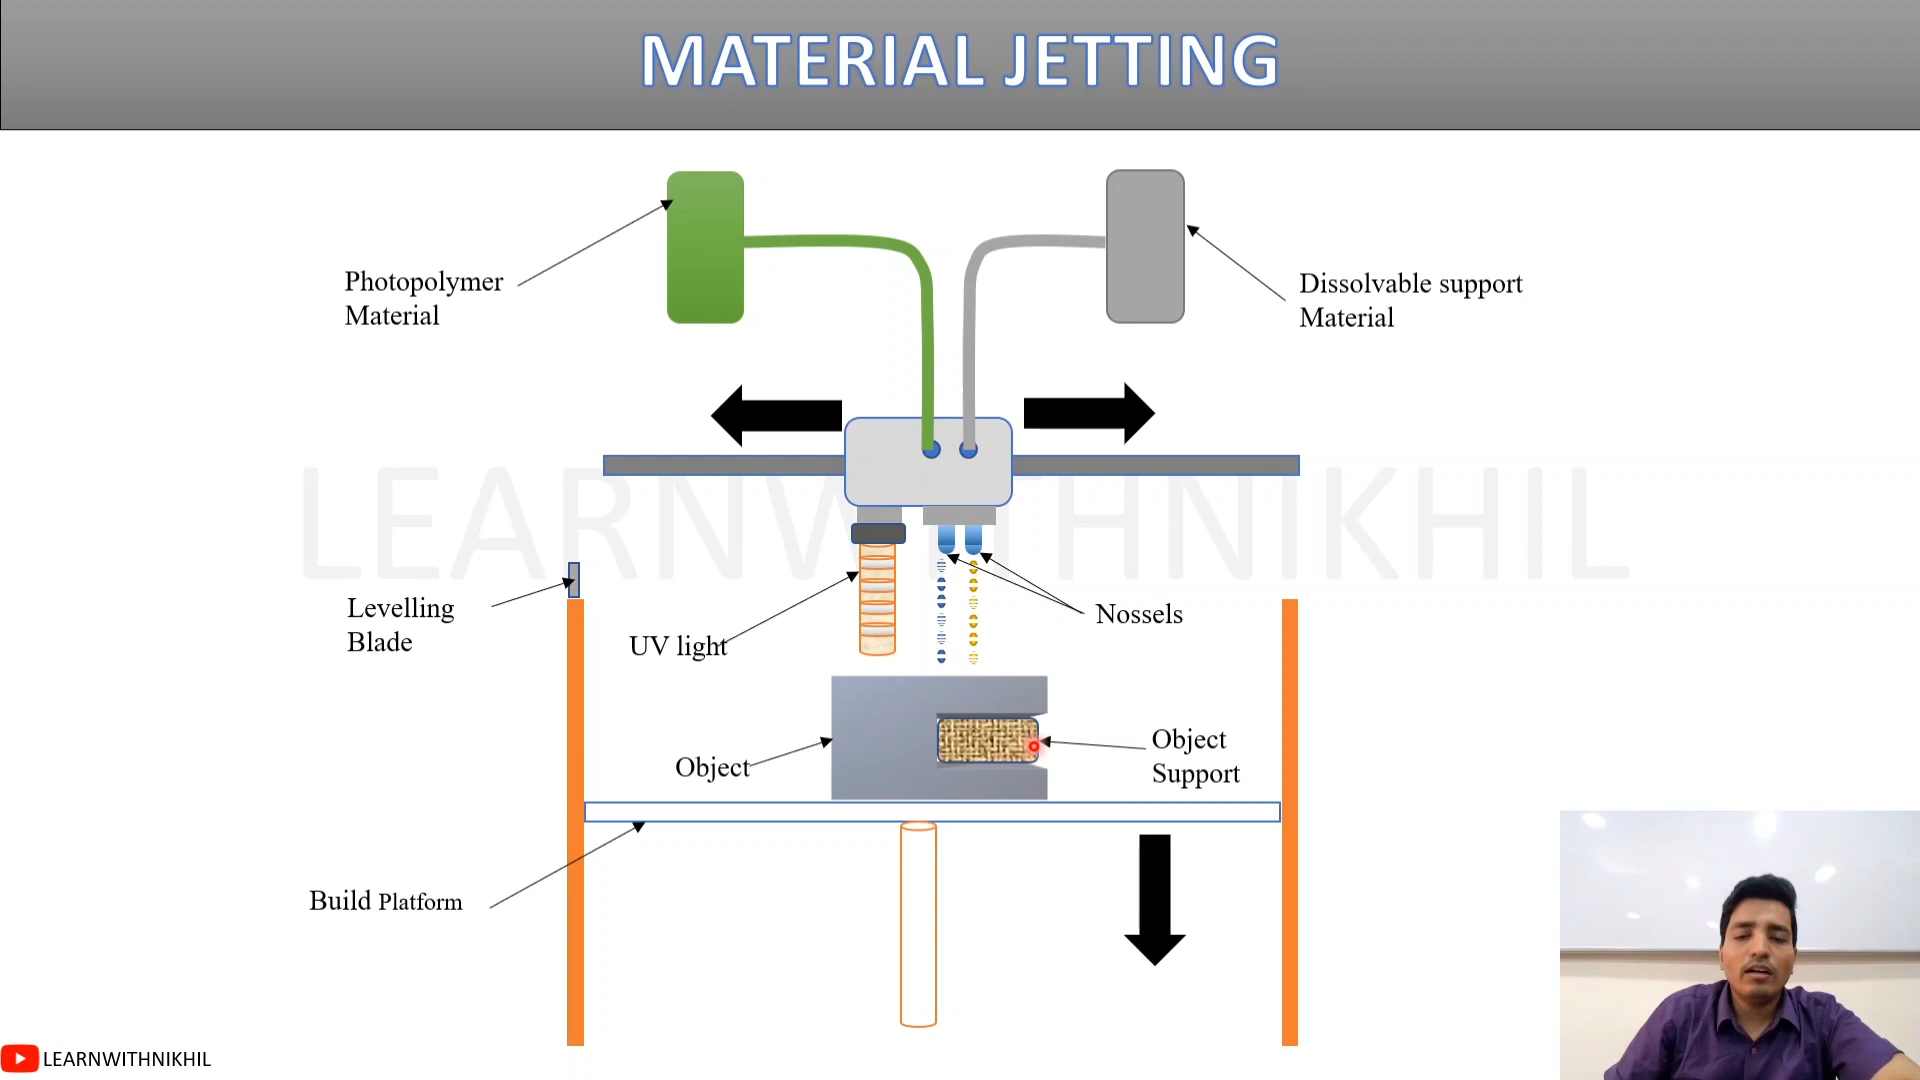 MATERIAL JETTING
Photopolymer
Material
Dissolvable support
Material
LEARNWITHNIKHIL
Levelling
Blade
UV light
Nossels
Object
Object
Support
Build Platform
LEARNWITHNIKHIL